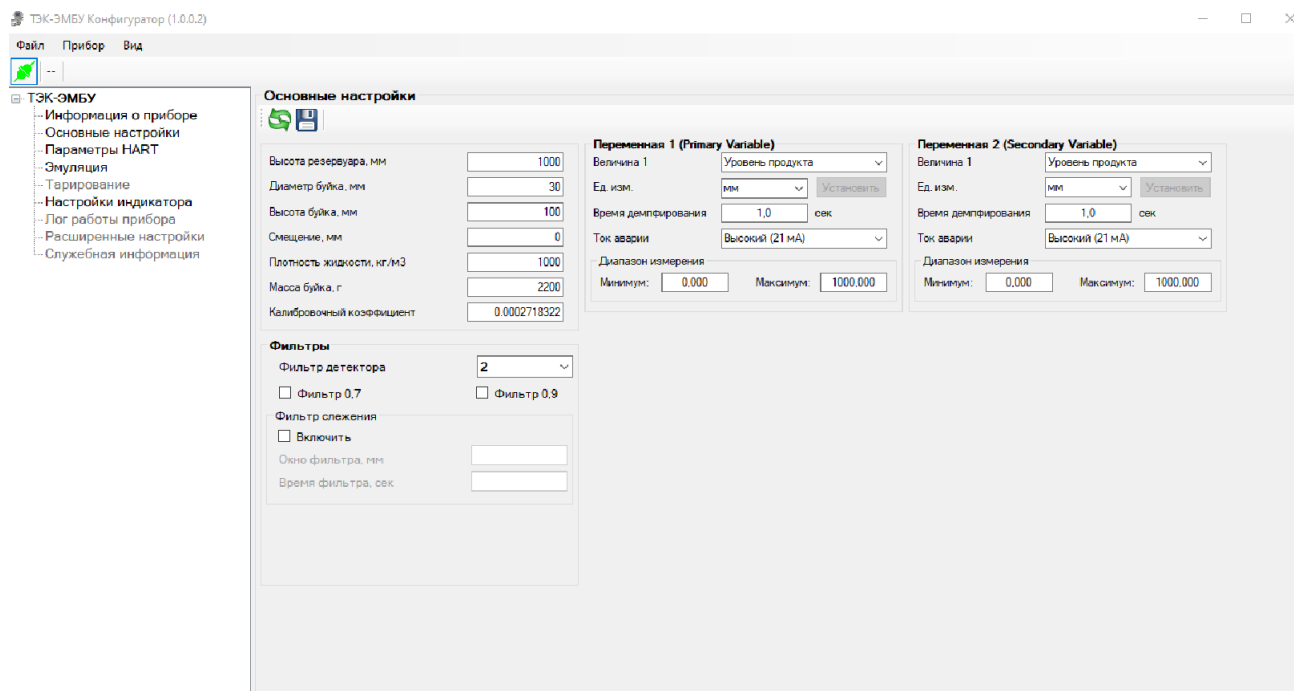 ТЭК-ЭМБУ Конфигуратор (1.0.0.2)
Файл Прибор Вид
--
ТЭК-ЭМБУ
Информация о приборе
Основные настройки
Параметры HART
Эмуляция
Тарирование
Настройки индикатора
Лог работы прибора
Расширенные настройки
Служебная информация
Основные настройки
Высота резервуара, мм 1000
Диаметр буйка, мм 30
Высота буйка, мм 100
Смещение, мм 0
Плотность жидкости, кг/м3 1000
Масса буйка, г 2200
Калибровочный коэффициент 0.0002718322
Фильтры
Фильтр детектора 2
Фильтр 0,7 Фильтр 0,9
Фильтр слежения
Включить
Окно фильтра, мм
Время фильтра, сек
Переменная 1 (Primary Variable)
Величина 1 Уровень продукта
Ед. изм. мм Установить
Время демпфирования 1,0 сек
Ток аварии Высокий (21 мА)
Диапазон измерения
Минимум: 0,000 Максимум: 1000,000
Переменная 2 (Secondary Variable)
Величина 1 Уровень продукта
Ед. изм. мм Установить
Время демпфирования 1,0 сек
Ток аварии Высокий (21 мА)
Диапазон измерения
Минимум: 0,000 Максимум: 1000,000